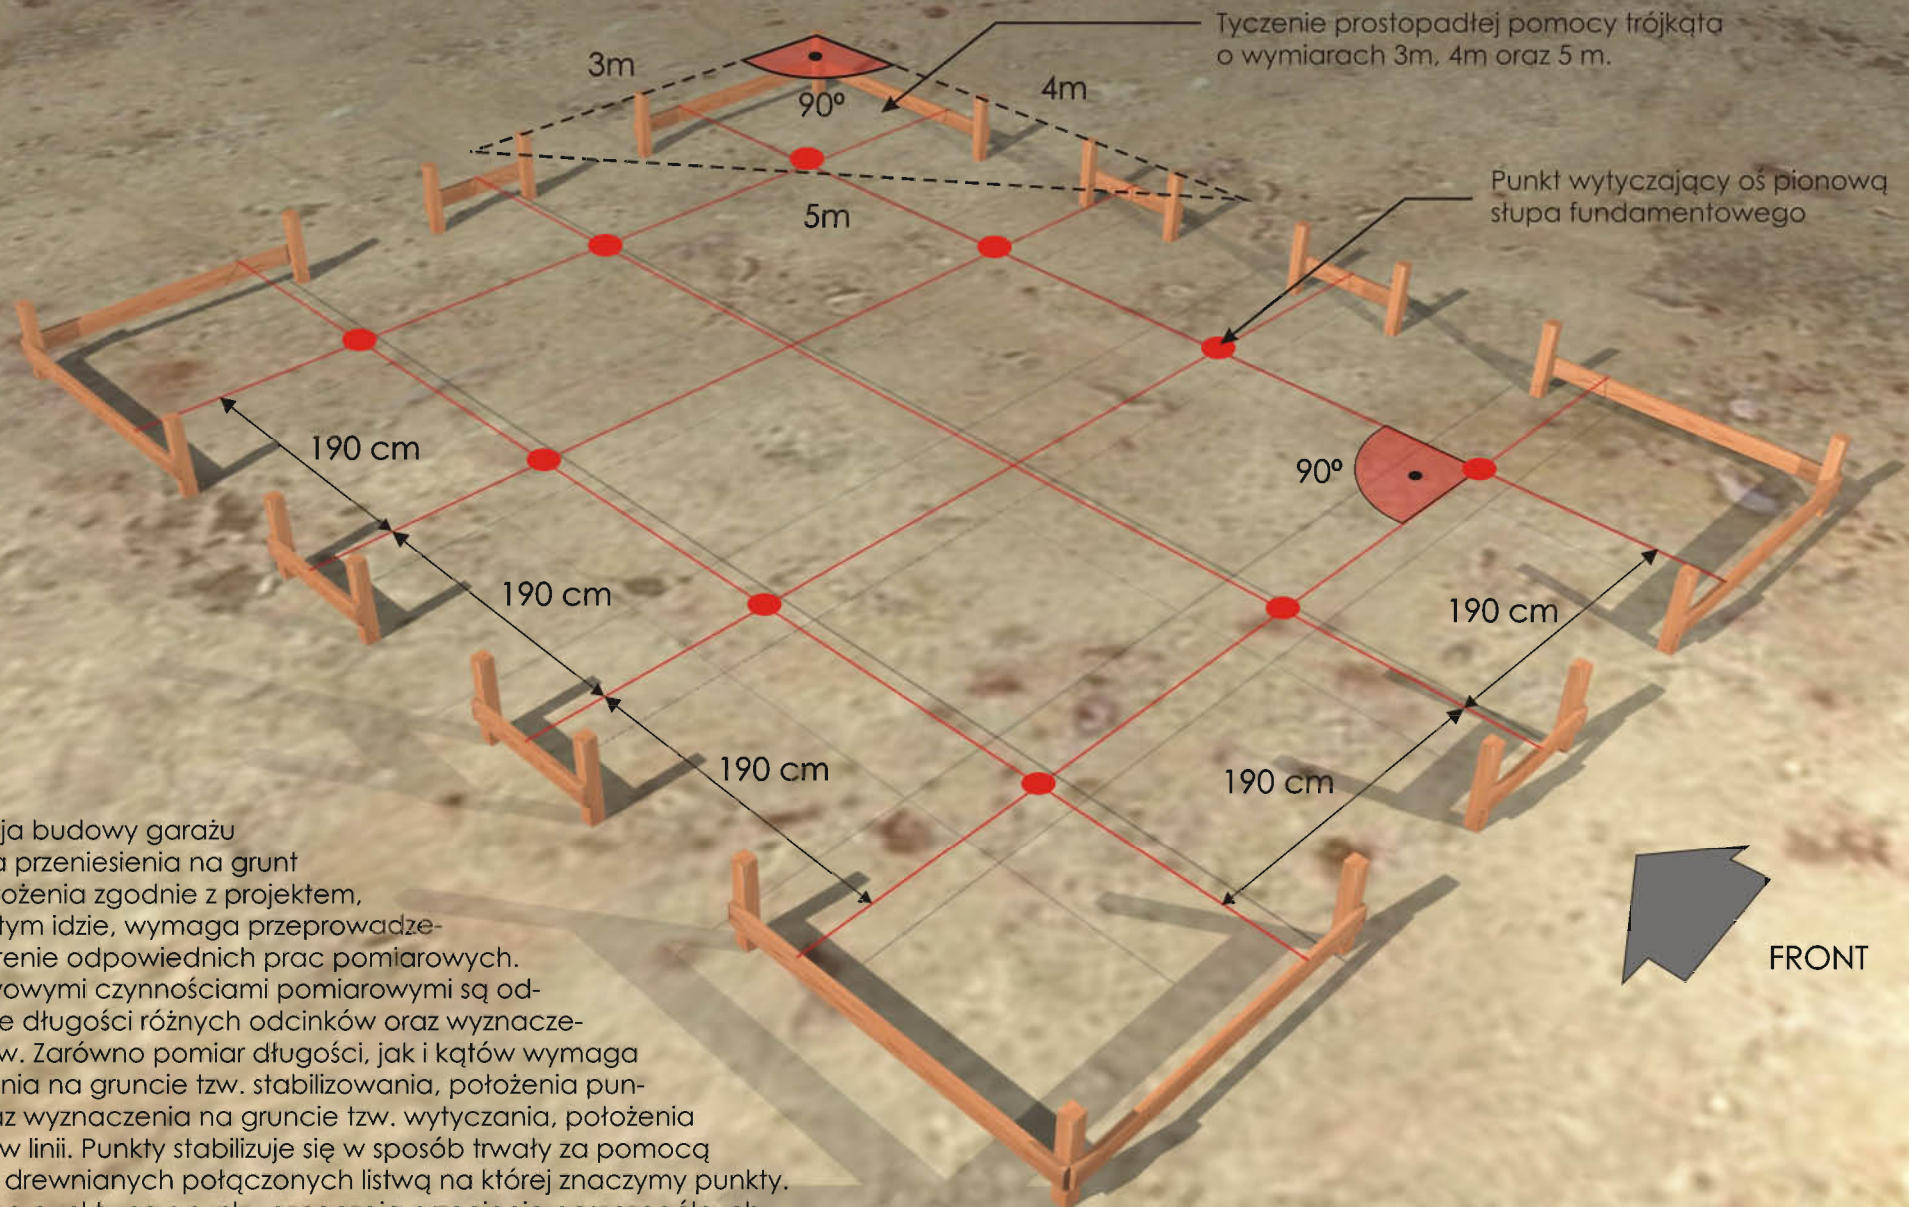 Tyczenie prostopadłej pomocy trójkąta
o wymiarach 3m, 4m oraz 5 m.
3m
4m
90º
5m
Punkt wytyczający oś pionową
słupa fundamentowego
190 cm
90º
190 cm
190 cm
190 cm
190 cm
FRONT
ja budowy garażu
a przeniesienia na grunt
ożenia zgodnie z projektem,
tym idzie, wymaga przeprowadze-
renie odpowiednich prac pomiarowych.
wowymi czynnościami pomiarowymi są od-
e długości różnych odcinków oraz wyznacze-
w. Zarówno pomiar długości, jak i kątów wymaga
nia na gruncie tzw. stabilizowania, położenia pun-
az wyznaczenia na gruncie tzw. wytyczania, położenia
w linii. Punkty stabilizuje się w sposób trwały za pomocą
drewnianych połączonych listwą na której znaczymy punkty.